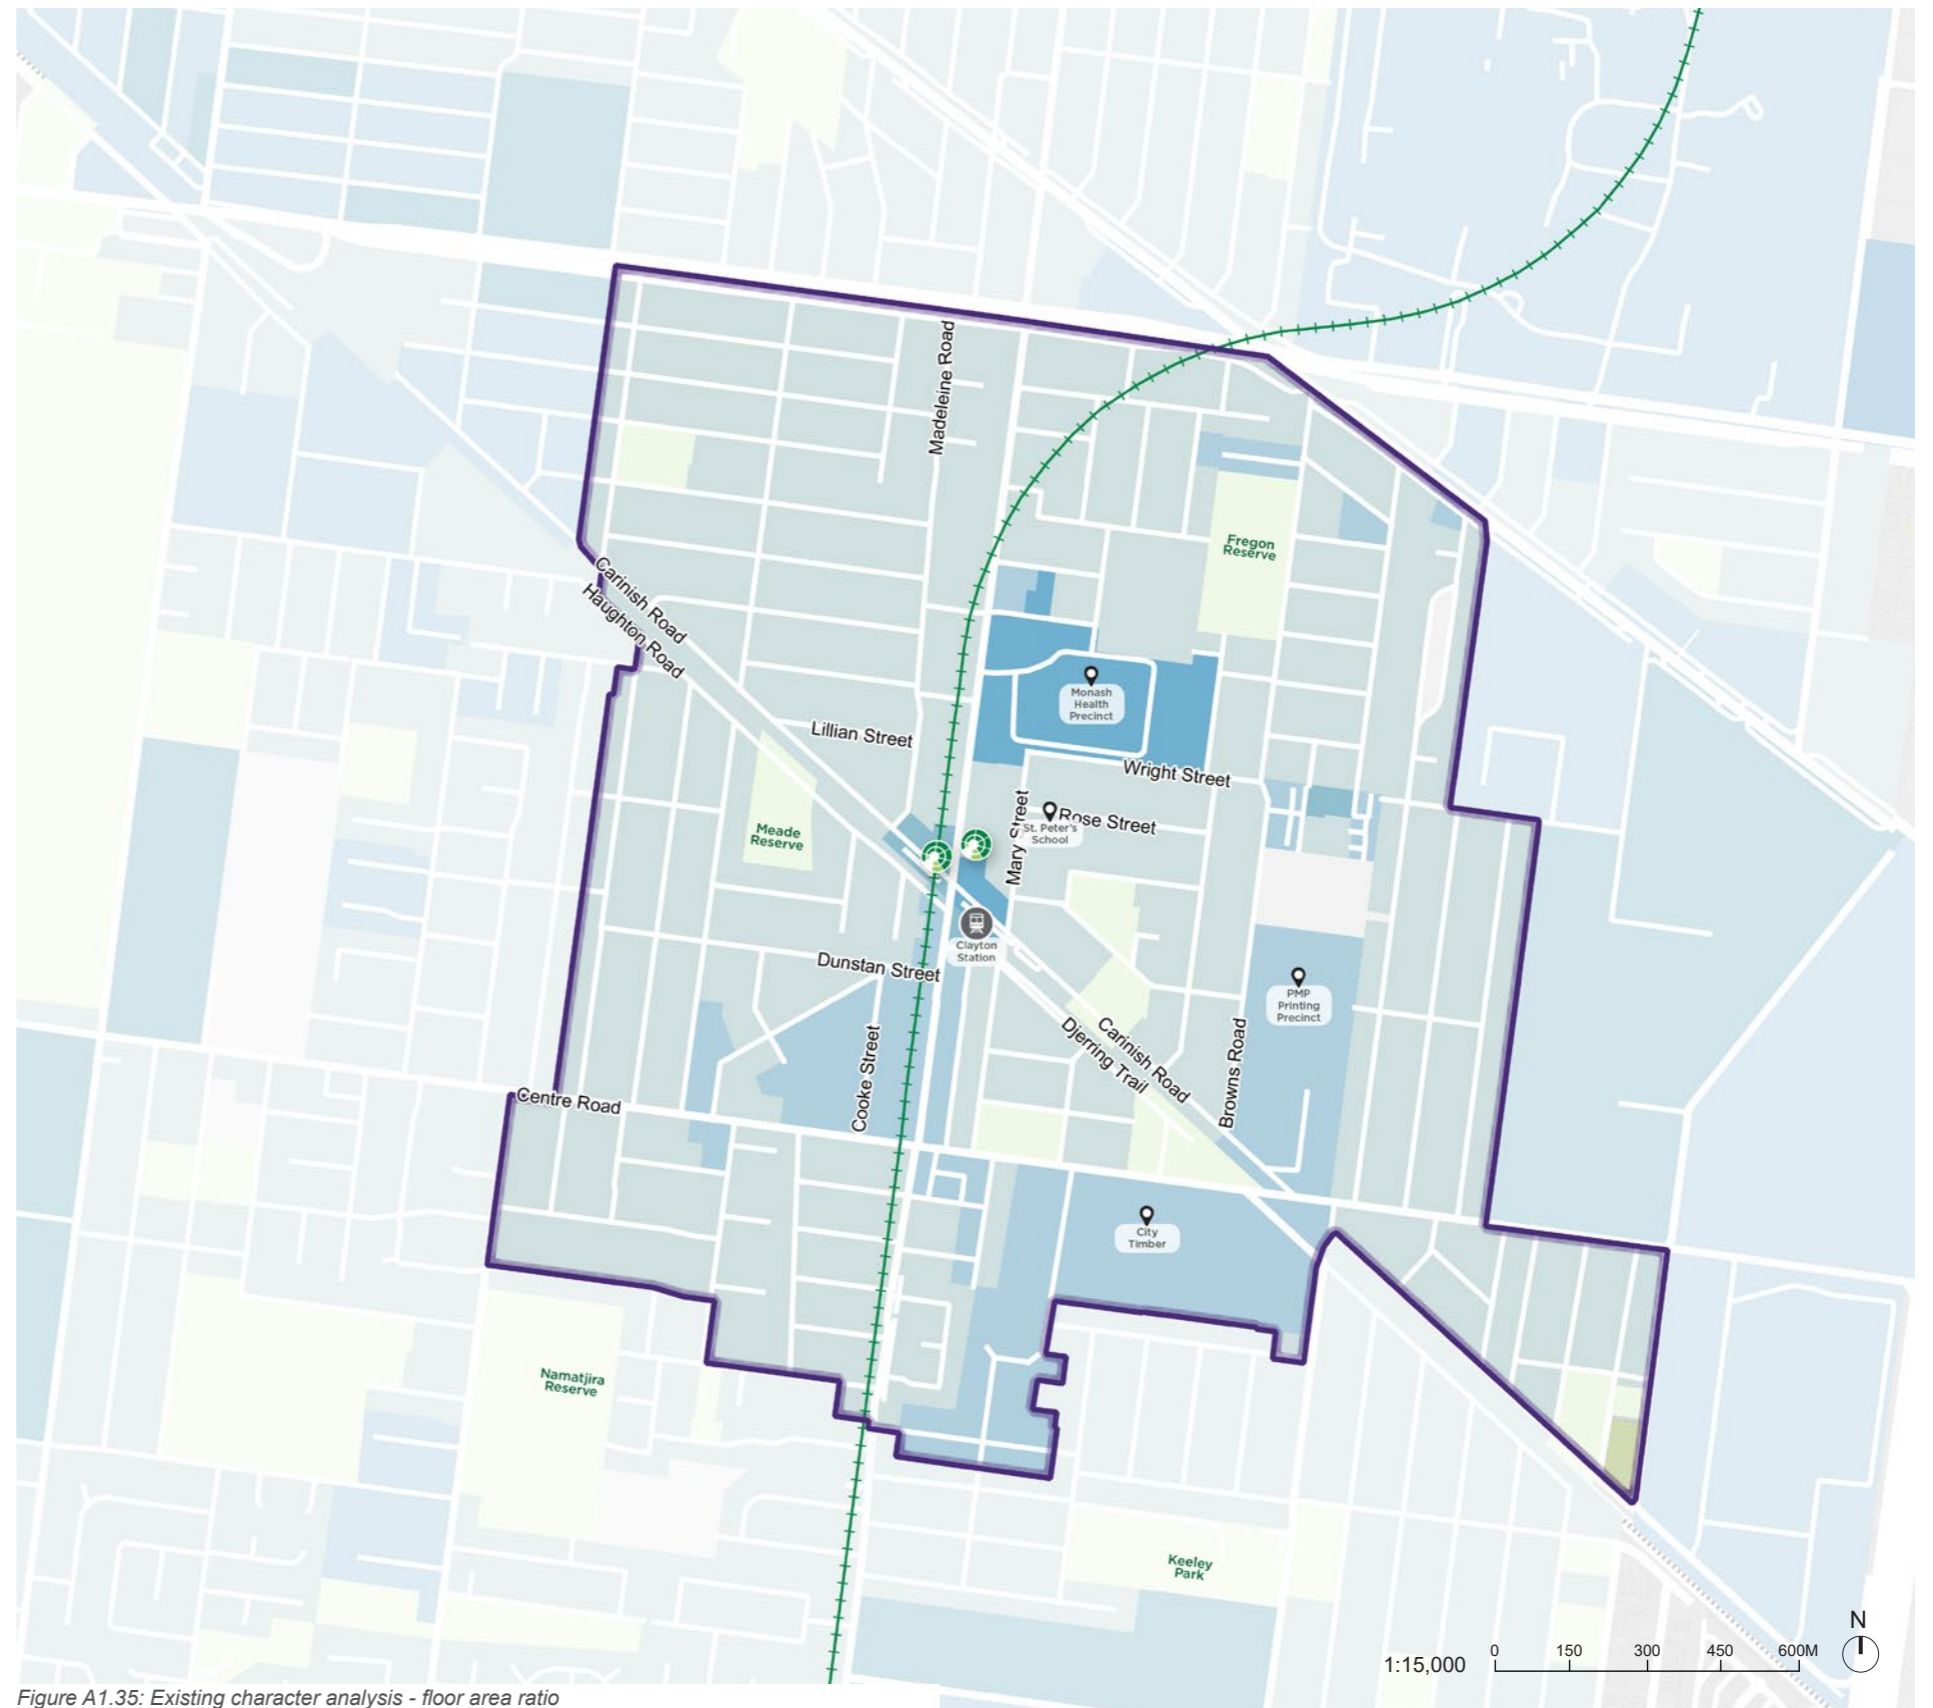 Madeleine Road
Fregon
Reserve
Carinish Road
Haughton Road
Monash
Health
Precinct
Lillian Street
Wright Street
Mary Street
Rose Street
St. Peter's
School
Meade
Reserve
Clayton
Station
Dunstan Street
PMP
Printing
Precinct
Cooke Street
Carinish Road
Djerring Trail
Browns Road
Centre Road
City
Timber
Namatjira
Reserve
Keeley
Park
N
1:15,000
0 150 300 450 600M
Figure A1.35: Existing character analysis - floor area ratio